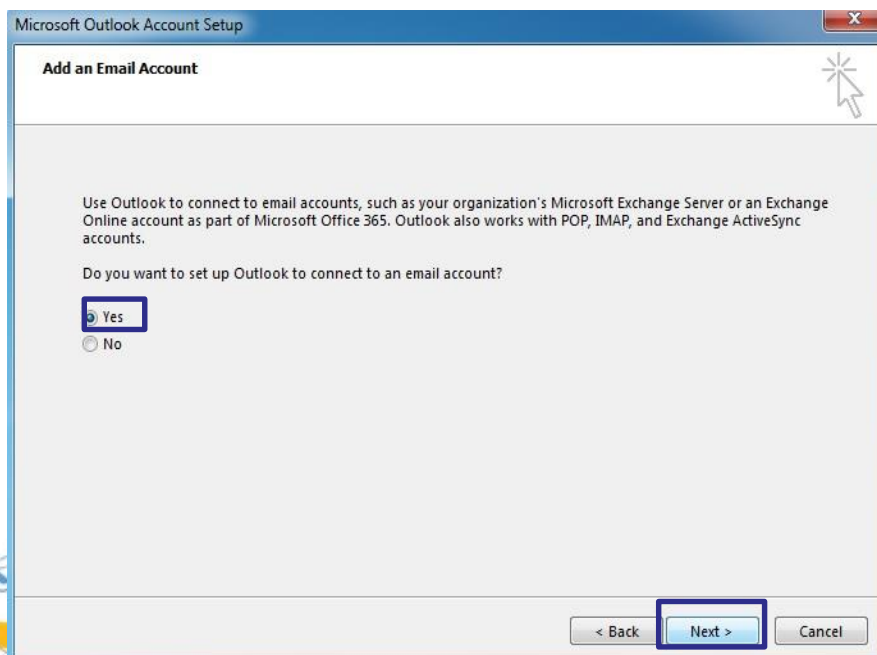 Microsoft Outlook Account Setup
Add an Email Account
Use Outlook to connect to email accounts, such as your organization's Microsoft Exchange Server or an Exchange
Online account as part of Microsoft Office 365. Outlook also works with POP, IMAP, and Exchange ActiveSync
accounts.
Do you want to set up Outlook to connect to an email account?
Yes
No
< Back Next > Cancel